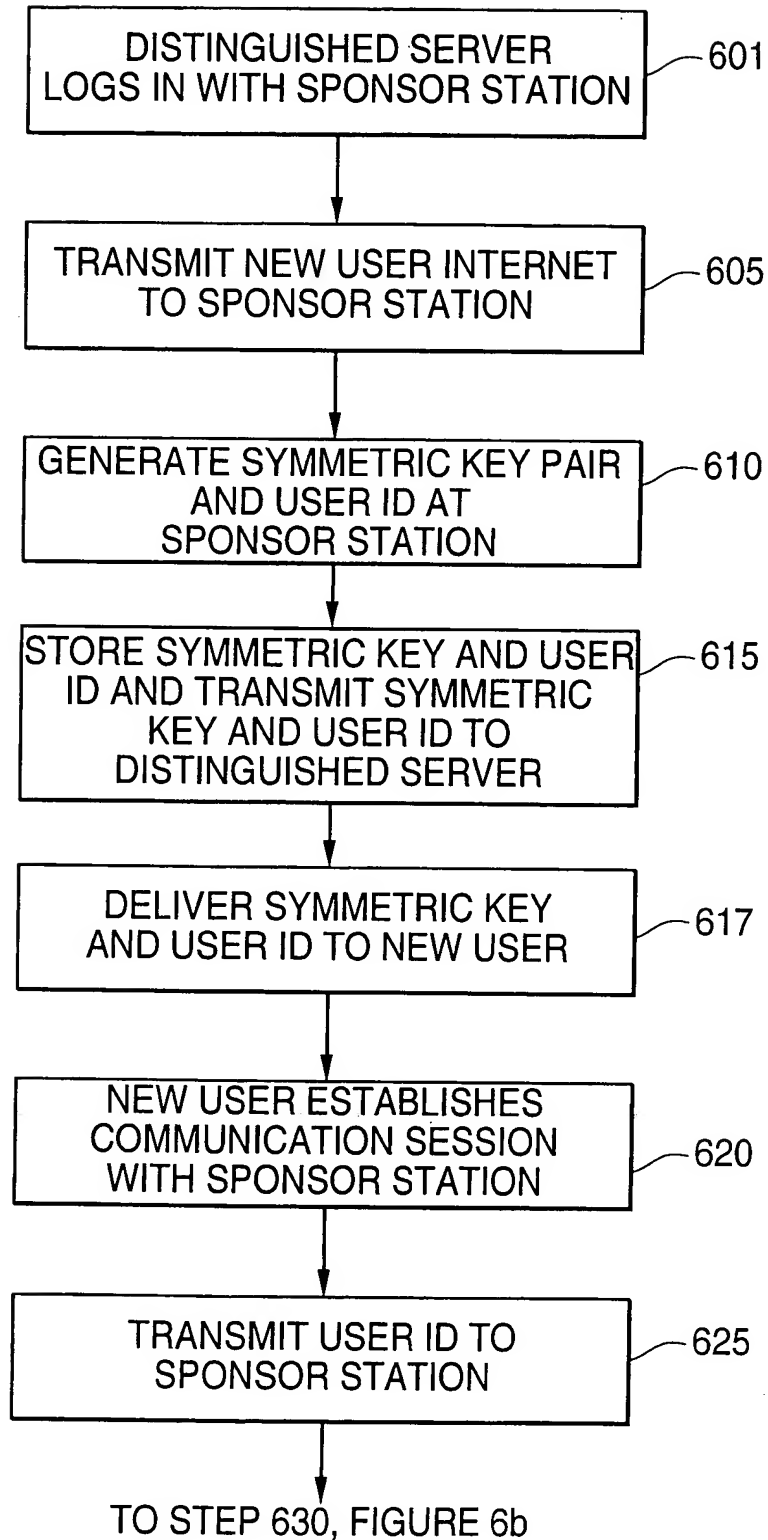 DISTINGUISHED SERVER
LOGS IN WITH SPONSOR STATION
601
TRANSMIT NEW USER INTERNET
TO SPONSOR STATION
605
GENERATE SYMMETRIC KEY PAIR
AND USER ID AT
SPONSOR STATION
610
STORE SYMMETRIC KEY AND USER
ID AND TRANSMIT SYMMETRIC
KEY AND USER ID TO
DISTINGUISHED SERVER
615
DELIVER SYMMETRIC KEY
AND USER ID TO NEW USER
617
NEW USER ESTABLISHES
COMMUNICATION SESSION
WITH SPONSOR STATION
620
TRANSMIT USER ID TO
SPONSOR STATION
625
TO STEP 630, FIGURE 6b